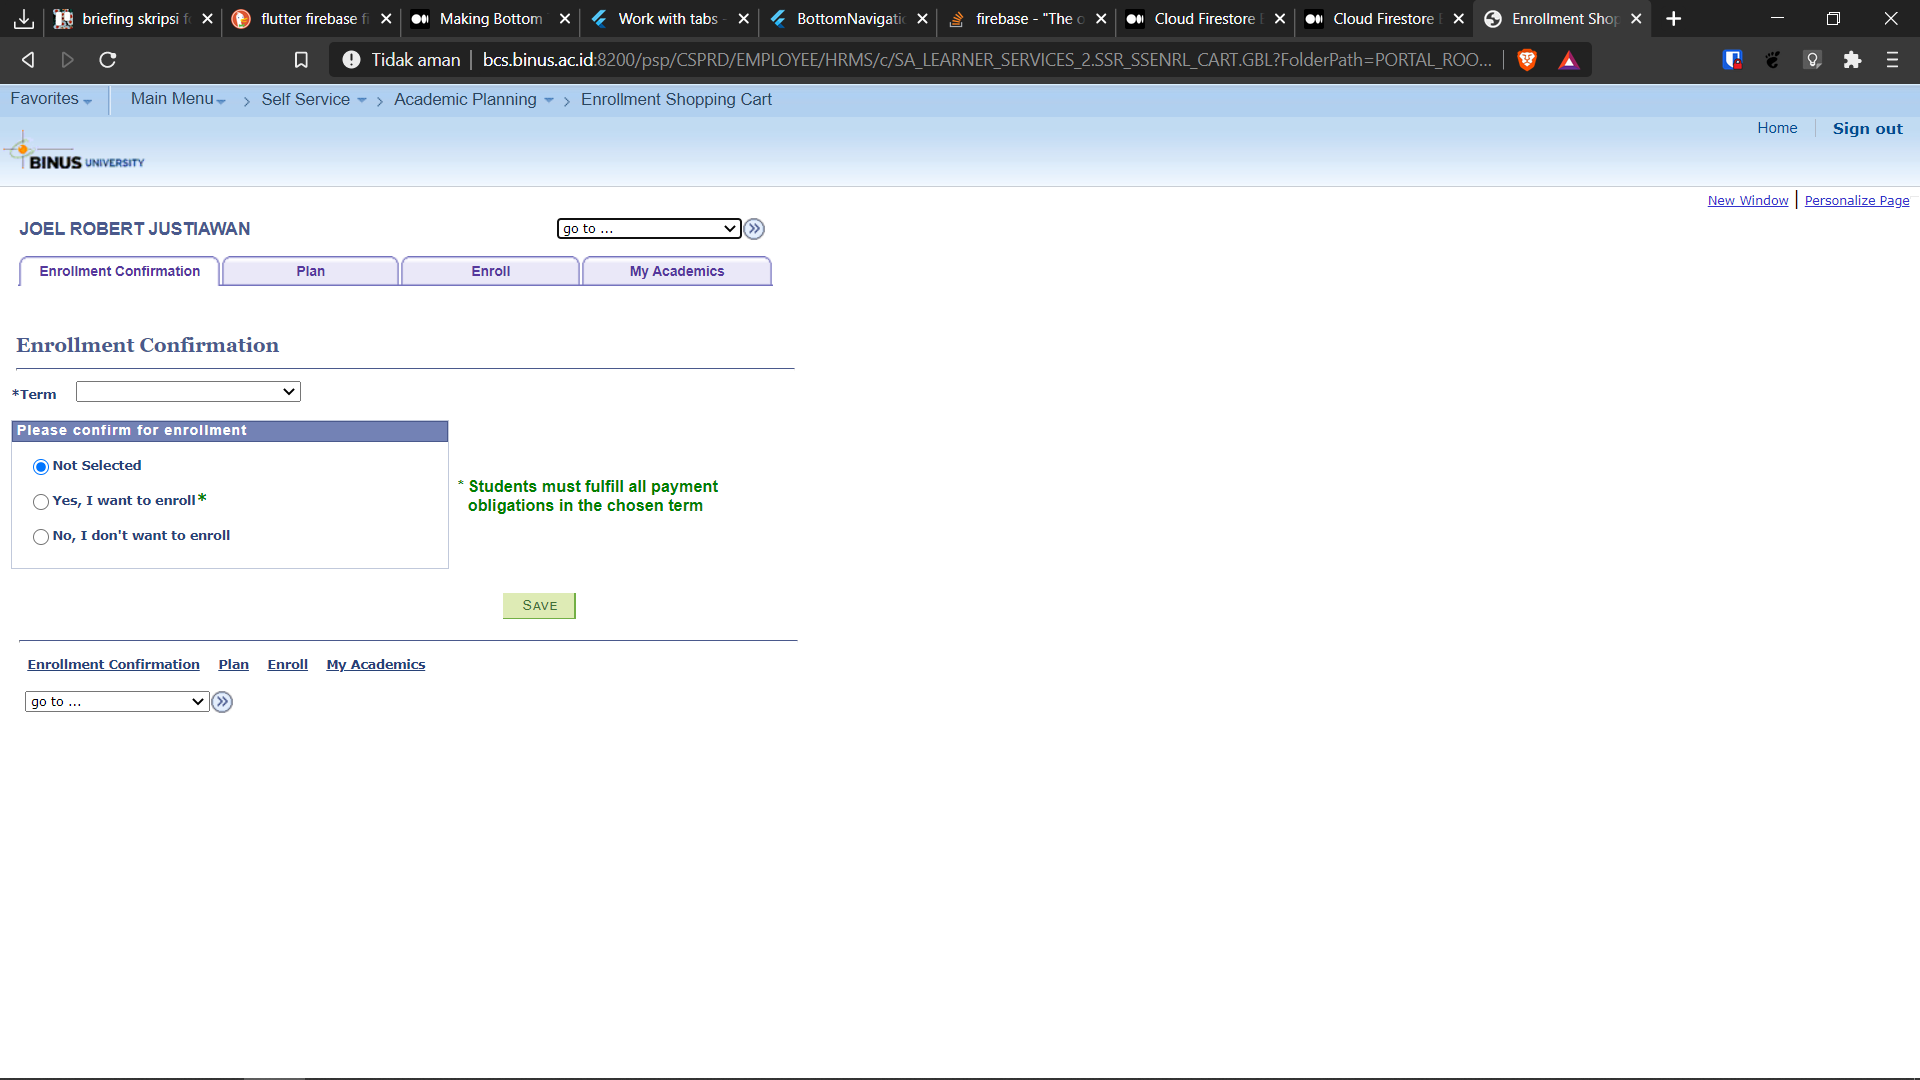 briefing skripsi fo
flutter firebase fi
Making Bottom
Work with tabs -
BottomNavigatio
firebase - "The o
Cloud Firestore
Cloud Firestore
Enrollment Shop
Tidak aman
bcs.binus.ac.id:8200/psp/CSPRD/EMPLOYEE/HRMS/c/SA_LEARNER_SERVICES_2.SSR_SSENRL_CART.GBL?FolderPath=PORTAL_ROO...
Favorites
Main Menu
Self Service
Academic Planning
Enrollment Shopping Cart
Home
Sign out
BINUS UNIVERSITY
New Window
Personalize Page
JOEL ROBERT JUSTIAWAN
go to ...
Enrollment Confirmation
Plan
Enroll
My Academics
Enrollment Confirmation
*Term
Please confirm for enrollment
Not Selected
Yes, I want to enroll*
No, I don't want to enroll
* Students must fulfill all payment
obligations in the chosen term
SAVE
Enrollment Confirmation
Plan
Enroll
My Academics
go to ...